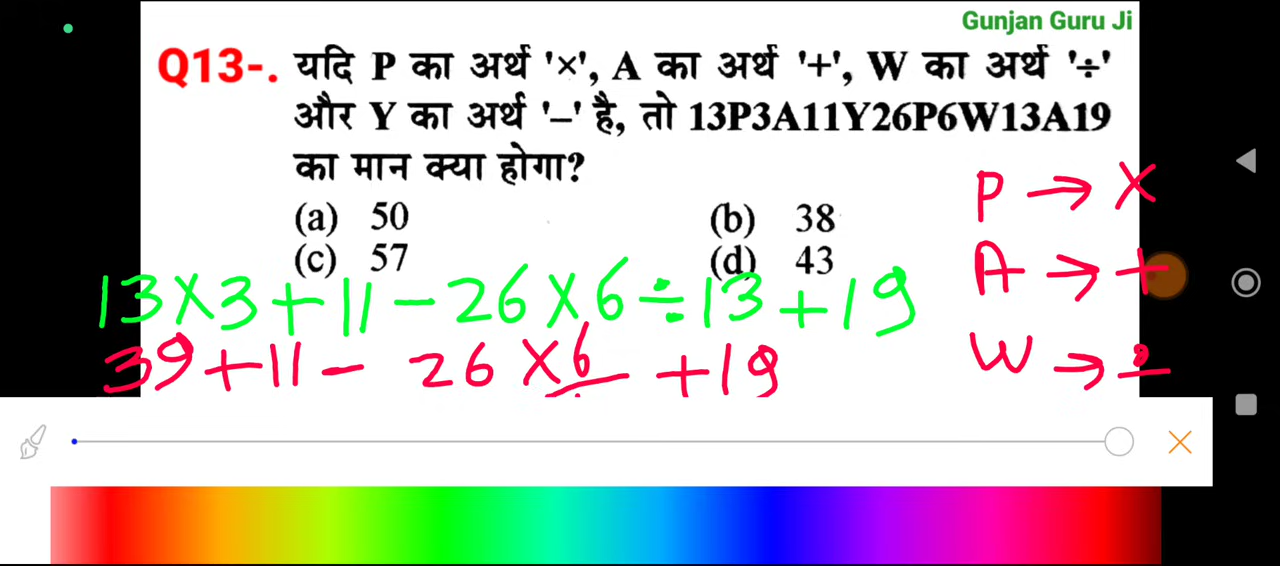 Gunjan Guru Ji
Q13-. यदि P का अर्थ '×', A का अर्थ '+', W का अर्थ '÷'
और Y का अर्थ '–' है, तो 13P3A11Y26P6W13A19
का मान क्या होगा?
(a) 50 (b) 38
(c) 57 (d) 43
P → ×
A → +
W → ÷
13×3+11-26×6÷13+19
39+11- 26×6 +19